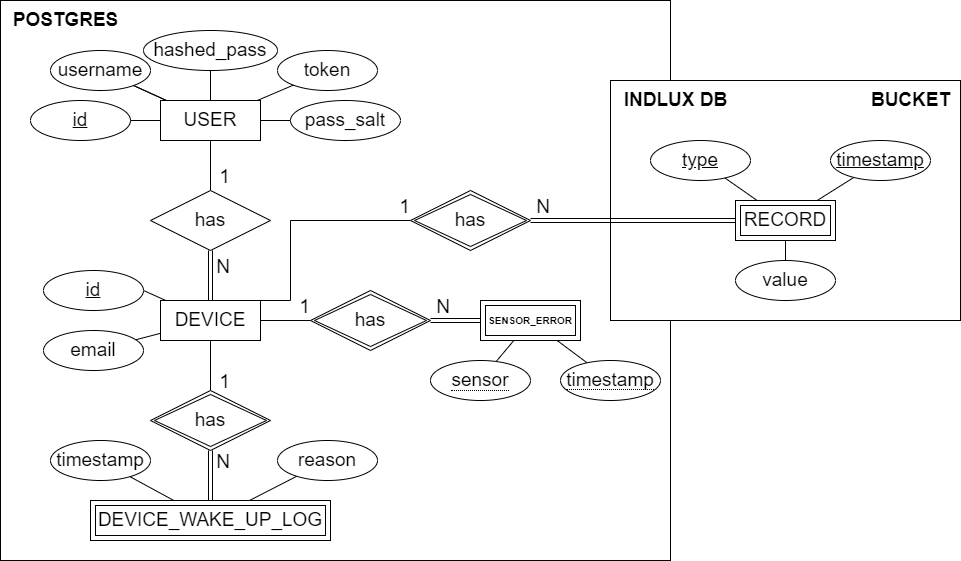 POSTGRES
hashed_pass
username
token
id
USER
pass_salt
INDLUX DB
BUCKET
type
timestamp
1
has
N
1
has
N
RECORD
value
id
DEVICE
email
1
has
N
SENSOR_ERROR
sensor
timestamp
1
has
N
timestamp
reason
DEVICE_WAKE_UP_LOG